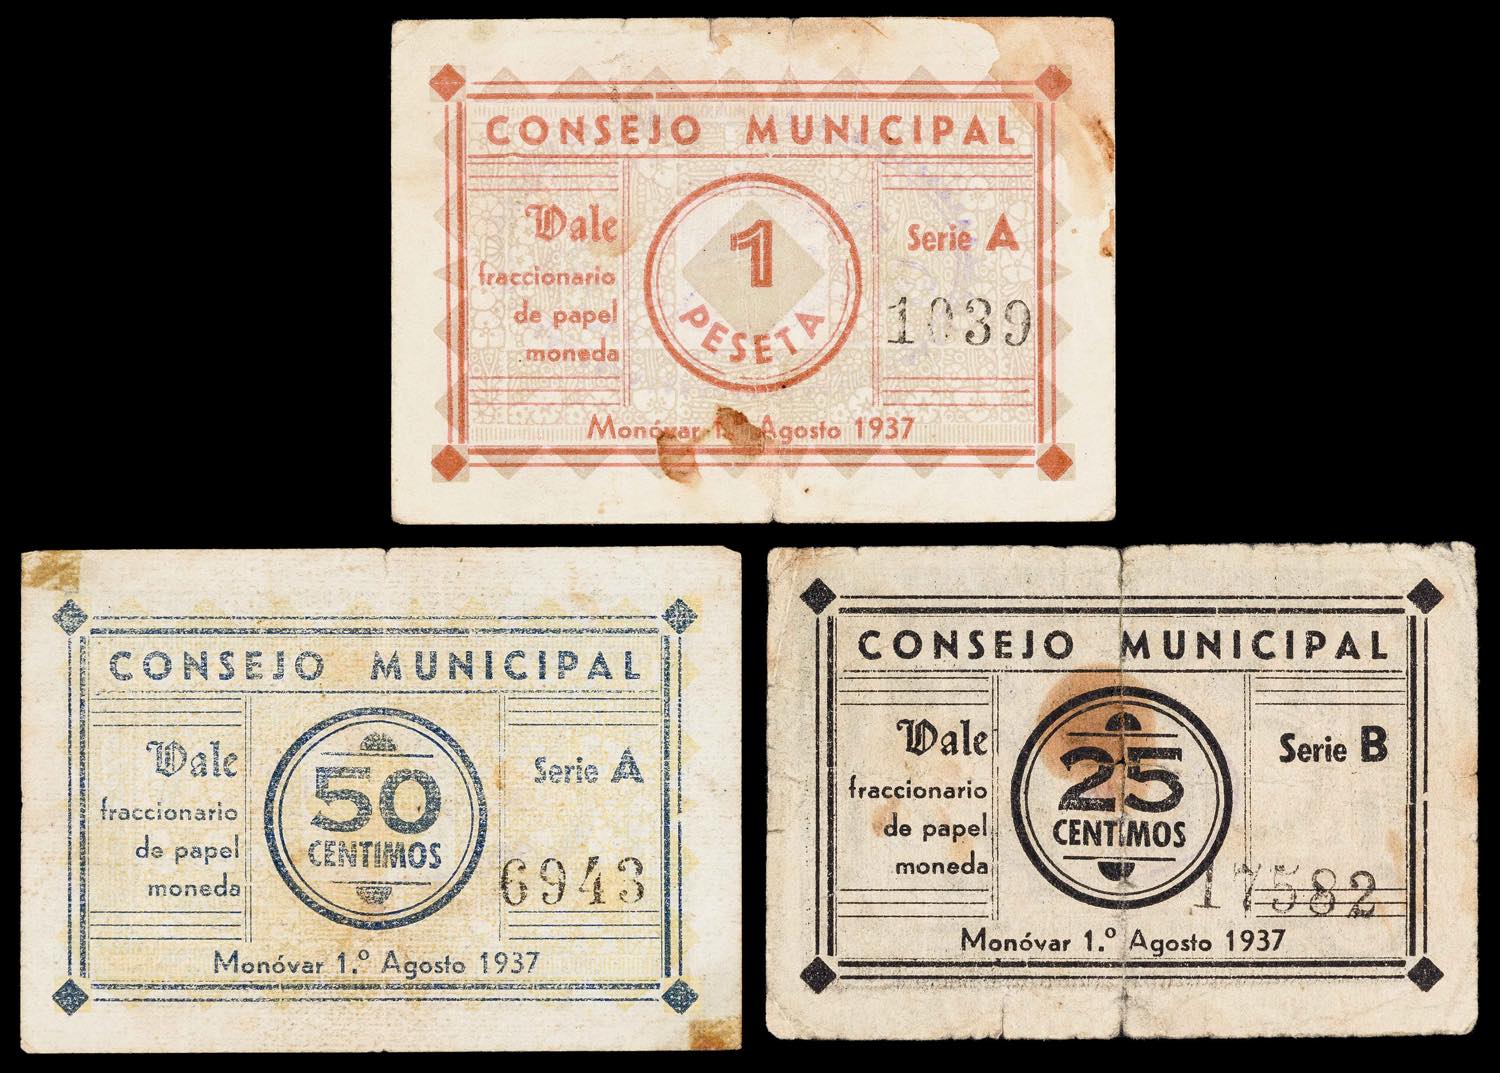 CONSEJO MUNICIPAL
Vale
fraccionario
de papel
moneda
1
PESETA
Serie A
1039
Monóvar 1.º Agosto 1937
CONSEJO MUNICIPAL
Vale
fraccionario
de papel
moneda
50
CENTIMOS
Serie A
6943
Monóvar 1.º Agosto 1937
CONSEJO MUNICIPAL
Vale
fraccionario
de papel
moneda
25
CENTIMOS
Serie B
17582
Monóvar 1.º Agosto 1937